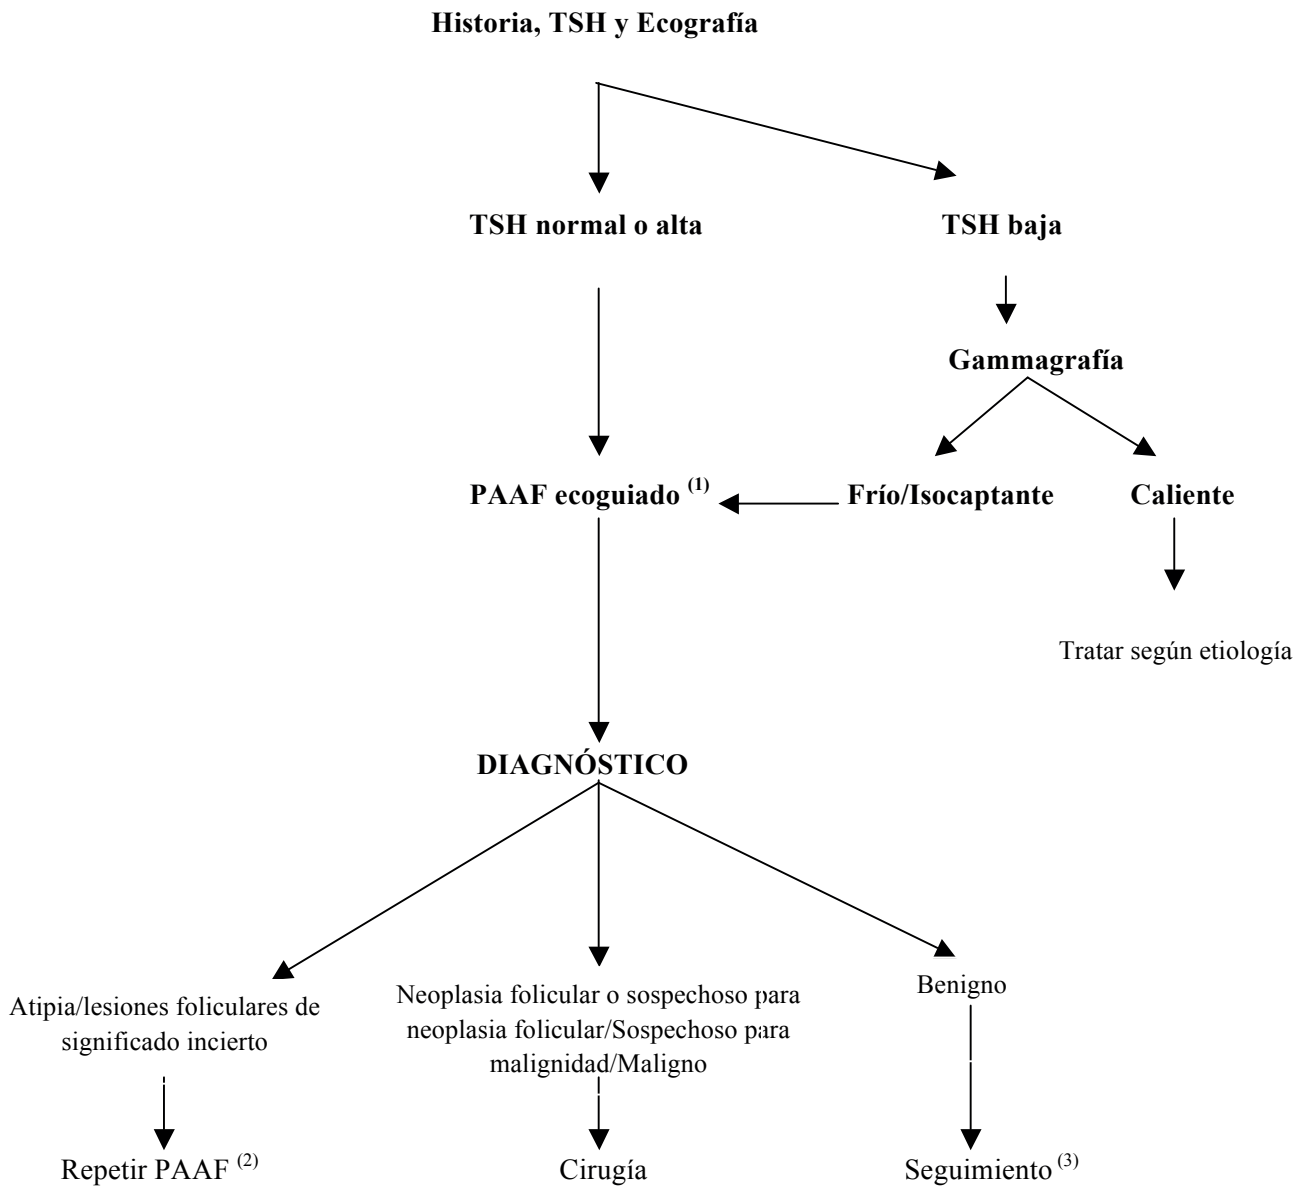 Historia, TSH y Ecografía
TSH normal o alta
TSH baja
Gammagrafía
PAAF ecoguiado (1)
Frío/Isocaptante
Caliente
Tratar según etiología
DIAGNÓSTICO
Atipia/lesiones foliculares de
significado incierto
Neoplasia folicular o sospechoso para
neoplasia folicular/Sospechoso para
malignidad/Maligno
Benigno
Repetir PAAF (2)
Cirugía
Seguimiento (3)